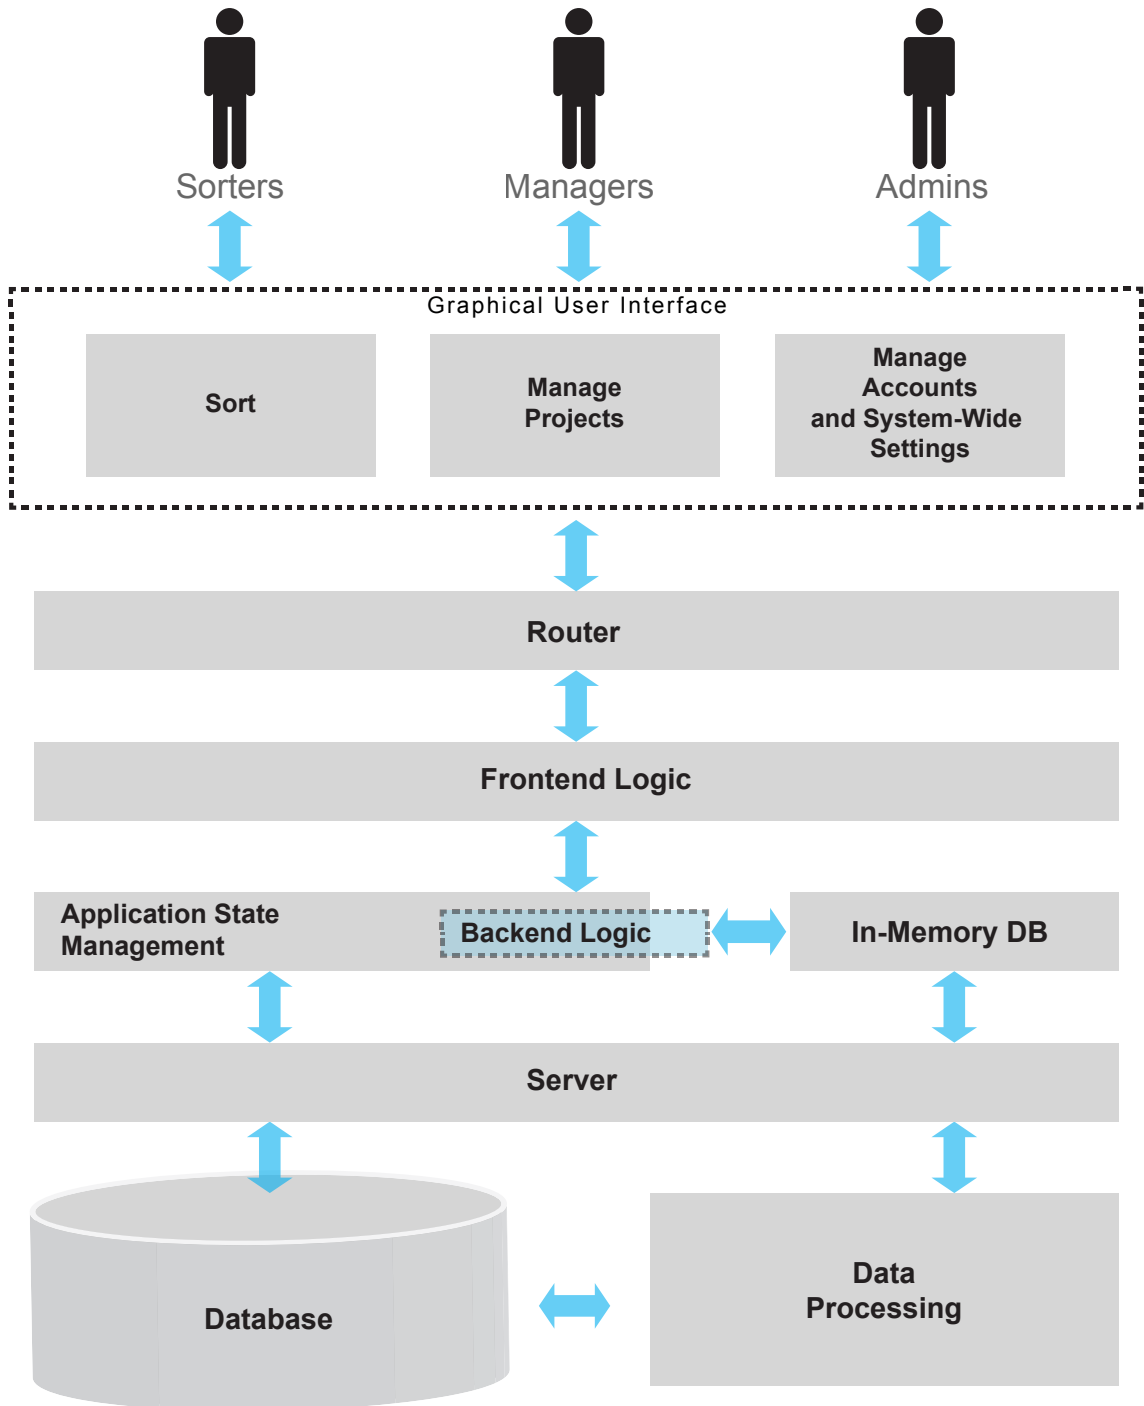 Sorters
Managers
Admins
Graphical User Interface
Sort
Manage
Projects
Manage
Accounts
and System-Wide
Settings
Router
Frontend Logic
Application State
Management
Backend Logic
In-Memory DB
Server
Database
Data
Processing